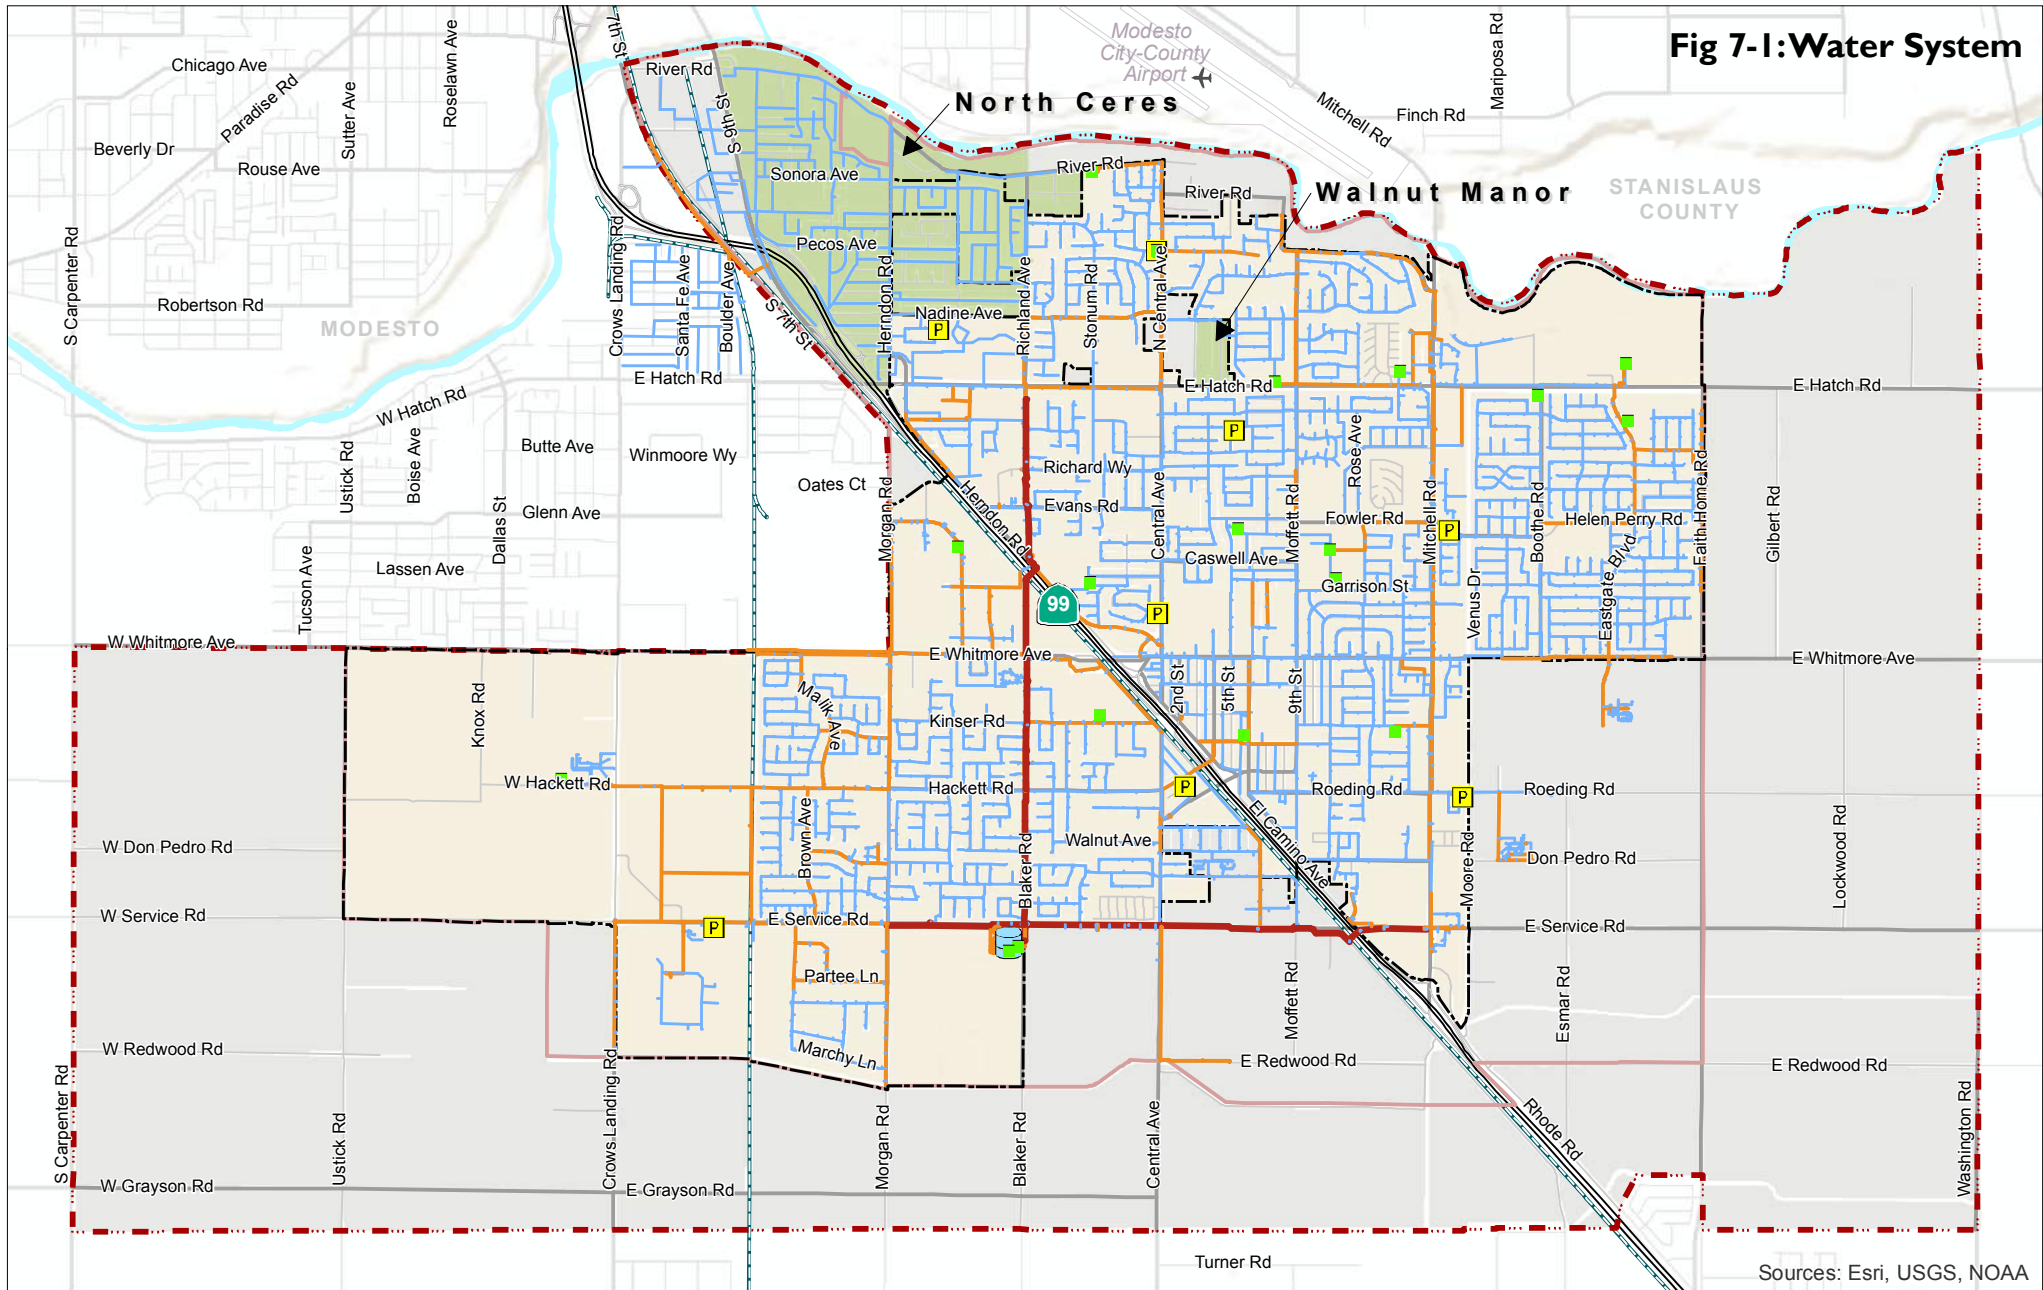 Fig 7-1: Water System
7th St
Chicago Ave
Paradise Rd
Sutter Ave
Roselawn Ave
River Rd
S 9th St
Modesto
City-County
Airport
Mariposa Rd
Mitchell Rd
Finch Rd
North Ceres
Beverly Dr
Rouse Ave
Sonora Ave
River Rd
River Rd
Walnut Manor
STANISLAUS
COUNTY
S Carpenter Rd
Crows Landing Rd
Santa Fe Ave
Boulder Ave
Pecos Ave
Herndon Rd
Richland Ave
Stonum Rd
N Central Ave
Robertson Rd
MODESTO
S 7th St
Nadine Ave
P
E Hatch Rd
E Hatch Rd
E Hatch Rd
W Hatch Rd
Ustick Rd
Boise Ave
Butte Ave
Winmoore Wy
Oates Ct
P
Rose Ave
Richard Wy
Evans Rd
Herndon Rd
Morgan Rd
Central Ave
Moffett Rd
Mitchell Rd
Fowler Rd
P
Boothe Rd
Helen Perry Rd
Faith Home Rd
Gilbert Rd
Dallas St
Glenn Ave
Tucson Ave
Lassen Ave
Caswell Ave
Garrison St
Venus Dr
Eastgate Blvd
99
P
W Whitmore Ave
E Whitmore Ave
E Whitmore Ave
Knox Rd
Malik Ave
Kinser Rd
2nd St
5th St
9th St
W Hackett Rd
Hackett Rd
P
Roeding Rd
P
Roeding Rd
Brown Ave
Blaker Rd
Walnut Ave
El Camino Ave
Moore Rd
Don Pedro Rd
Lockwood Rd
W Don Pedro Rd
W Service Rd
P
E Service Rd
E Service Rd
Partee Ln
Moffett Rd
Esmar Rd
W Redwood Rd
Marchy Ln
E Redwood Rd
E Redwood Rd
S Carpenter Rd
Ustick Rd
Crows Landing Rd
Morgan Rd
Blaker Rd
Central Ave
Rhode Rd
Washington Rd
W Grayson Rd
E Grayson Rd
Turner Rd
Sources: Esri, USGS, NOAA